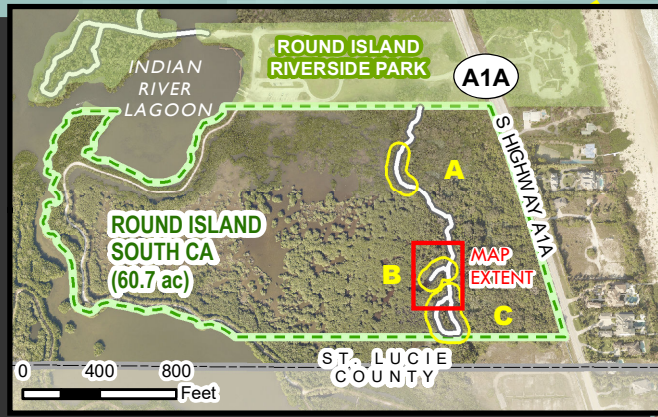 ROUND ISLAND
RIVERSIDE PARK
A1A
INDIAN
RIVER
LAGOON
S HIGHWAY A1A
A
ROUND ISLAND
SOUTH CA
(60.7 ac)
B
MAP
EXTENT
C
ST. LUCIE
COUNTY
0 400 800
Feet